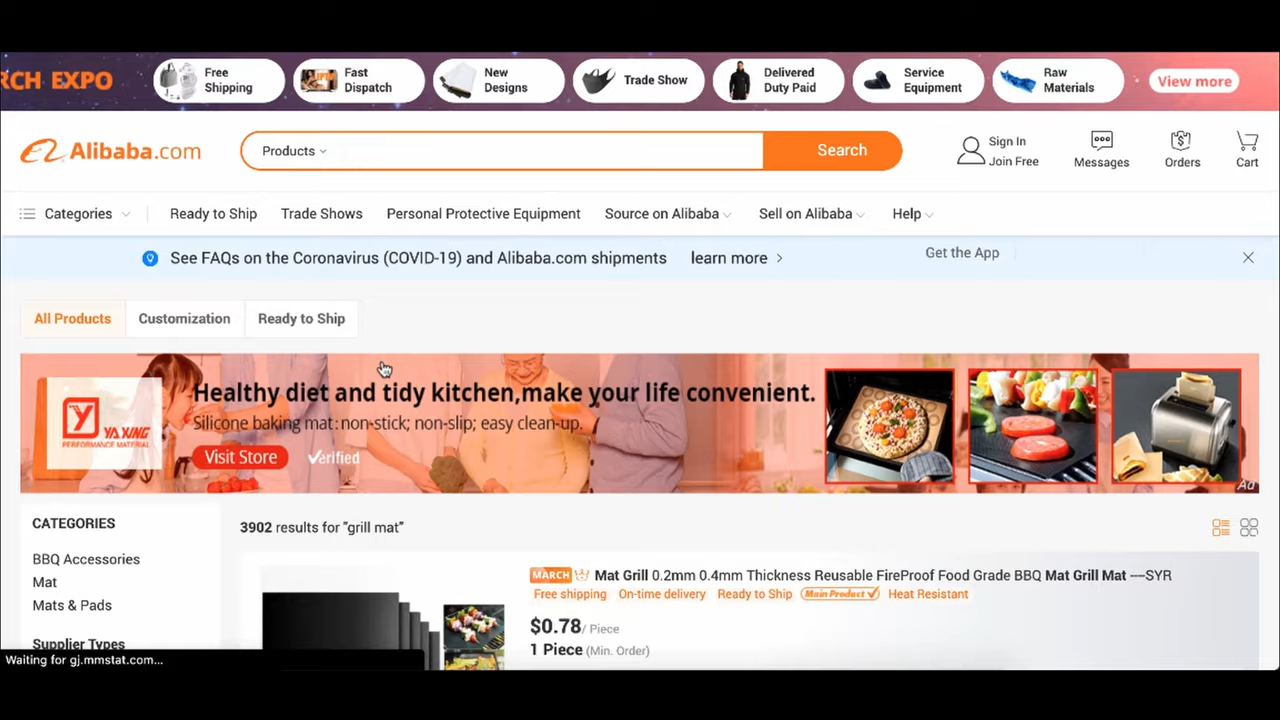 RCH EXPO
Free Shipping
Fast Dispatch
New Designs
Trade Show
Delivered Duty Paid
Service Equipment
Raw Materials
View more
Alibaba.com
Products
Search
Sign In
Join Free
Messages
Orders
Cart
Categories
Ready to Ship
Trade Shows
Personal Protective Equipment
Source on Alibaba
Sell on Alibaba
Help
See FAQs on the Coronavirus (COVID-19) and Alibaba.com shipments
learn more
Get the App
All Products
Customization
Ready to Ship
YAXING
PERFORMANCE MATERIAL
Healthy diet and tidy kitchen,make your life convenient.
Silicone baking mat: non-stick; non-slip; easy clean-up.
Visit Store
Verified
Ad
CATEGORIES
BBQ Accessories
Mat
Mats & Pads
Supplier Types
3902 results for "grill mat"
MARCH Mat Grill 0.2mm 0.4mm Thickness Reusable FireProof Food Grade BBQ Mat Grill Mat ----SYR
Free shipping On-time delivery Ready to Ship Main Product Heat Resistant
$0.78/ Piece
1 Piece (Min. Order)
Waiting for gj.mmstat.com...